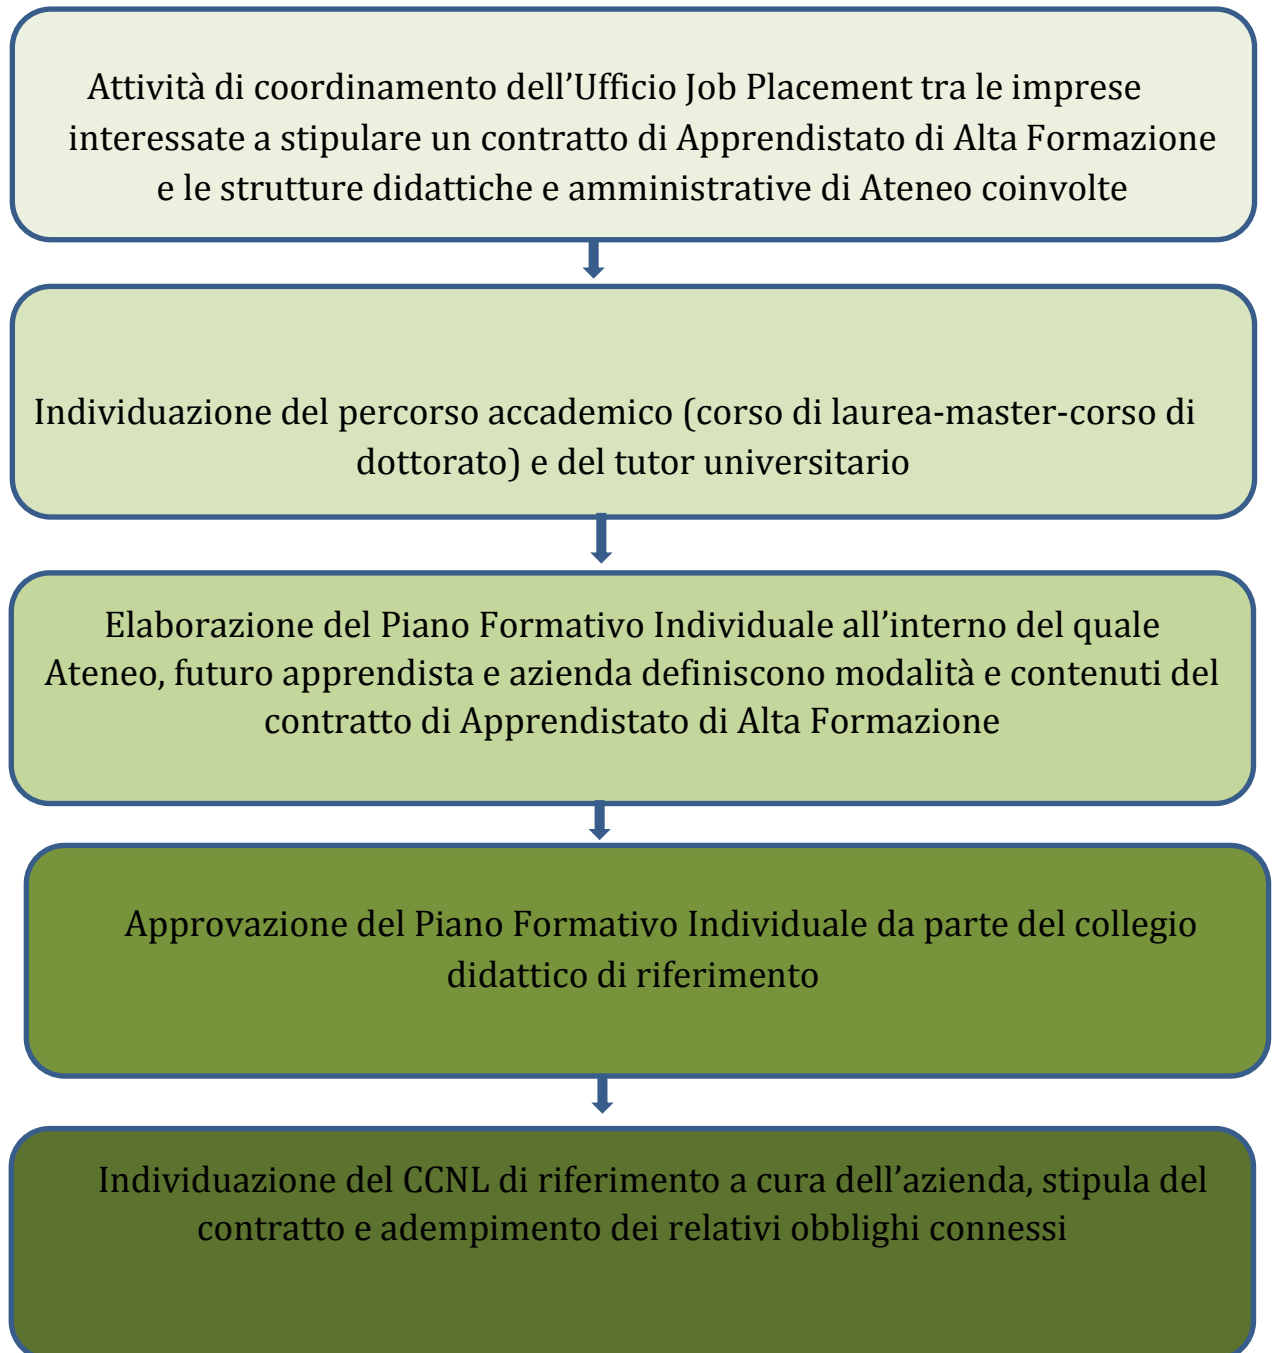 Attività di coordinamento dell’Ufficio Job Placement tra le imprese
interessate a stipulare un contratto di Apprendistato di Alta Formazione
e le strutture didattiche e amministrative di Ateneo coinvolte
Individuazione del percorso accademico (corso di laurea-master-corso di
dottorato) e del tutor universitario
Elaborazione del Piano Formativo Individuale all’interno del quale
Ateneo, futuro apprendista e azienda definiscono modalità e contenuti del
contratto di Apprendistato di Alta Formazione
Approvazione del Piano Formativo Individuale da parte del collegio
didattico di riferimento
Individuazione del CCNL di riferimento a cura dell’azienda, stipula del
contratto e adempimento dei relativi obblighi connessi